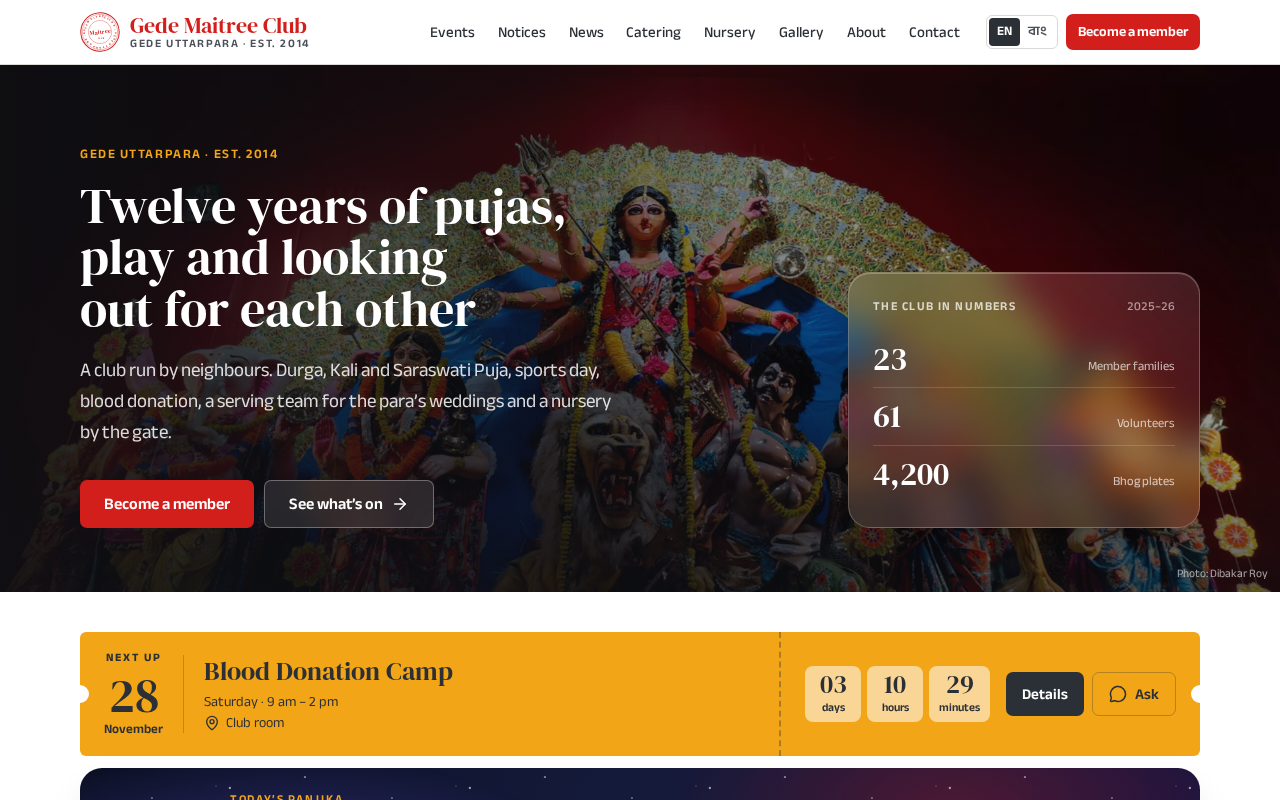 Maitree
Gede Maitree Club
GEDE UTTARPARA · EST. 2014
Events
Notices
News
Catering
Nursery
Gallery
About
Contact
EN
বাং
Become a member
GEDE UTTARPARA · EST. 2014
Twelve years of pujas,
play and looking
out for each other
A club run by neighbours. Durga, Kali and Saraswati Puja, sports day,
blood donation, a serving team for the para’s weddings and a nursery
by the gate.
Become a member
See what’s on
THE CLUB IN NUMBERS
2025–26
23
Member families
61
Volunteers
4,200
Bhog plates
Photo: Dibakar Roy
NEXT UP
28
November
Blood Donation Camp
Saturday · 9 am – 2 pm
Club room
03
days
10
hours
29
minutes
Details
Ask
TODAY’S PANJIKA